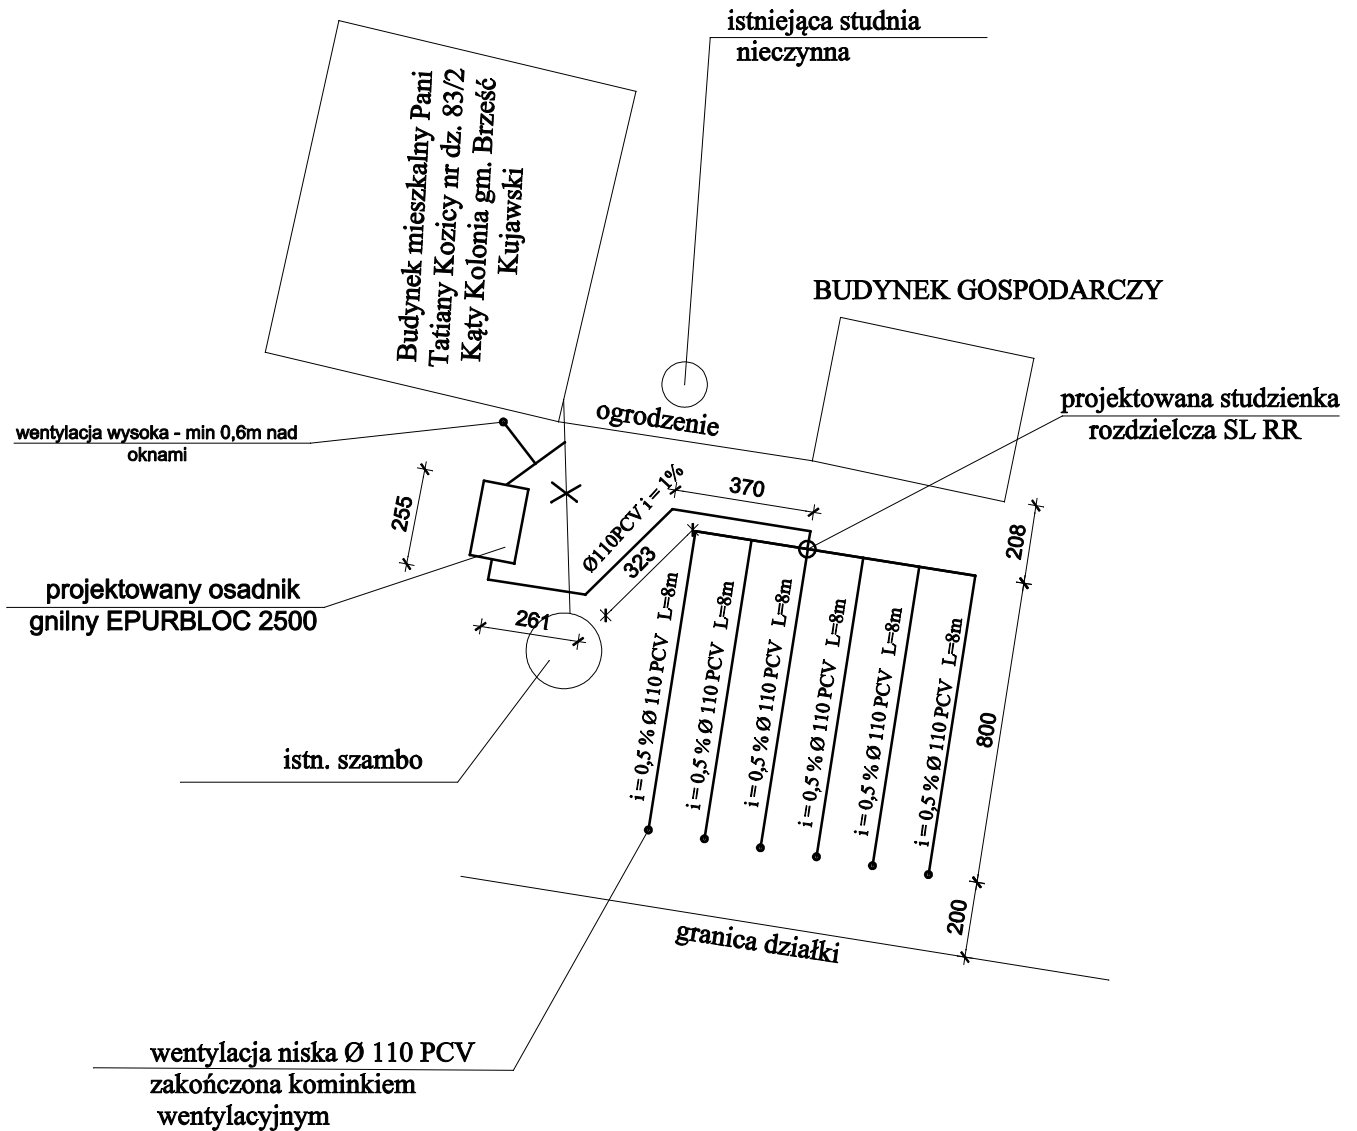 istniejąca studnia
nieczynna
Budynek mieszkalny Pani
Tatiany Kozicy nr dz. 83/2
Kąty Kolonia gm. Brześć
Kujawski
BUDYNEK GOSPODARCZY
ogrodzenie
projektowana studzienka
rozdzielcza SL RR
wentylacja wysoka - min 0,6m nad
oknami
255
Ø110PCV i = 1%
370
323
208
projektowany osadnik
gnilny EPURBLOC 2500
261
i = 0,5 % Ø 110 PCV L=8m
i = 0,5 % Ø 110 PCV L=8m
i = 0,5 % Ø 110 PCV L=8m
i = 0,5 % Ø 110 PCV L=8m
i = 0,5 % Ø 110 PCV L=8m
i = 0,5 % Ø 110 PCV L=8m
800
istn. szambo
200
granica działki
wentylacja niska Ø 110 PCV
zakończona kominkiem
wentylacyjnym